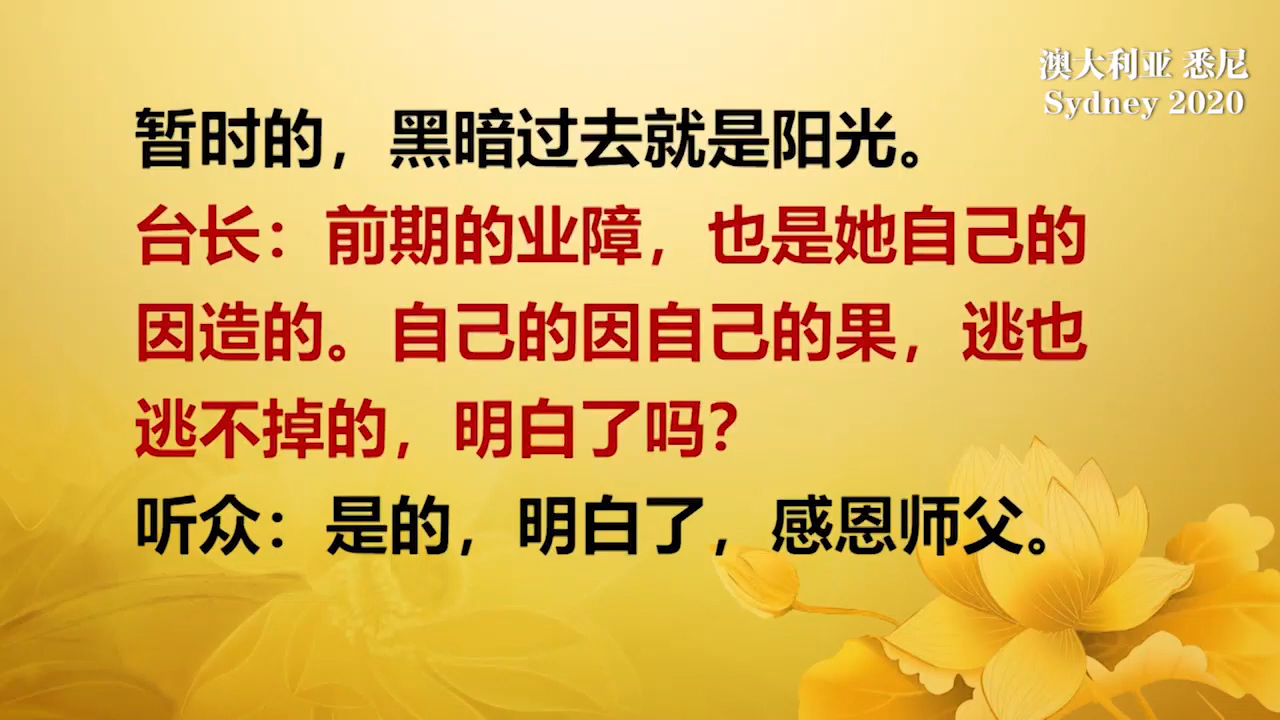 澳大利亚 悉尼
Sydney 2020
暂时的，黑暗过去就是阳光。
台长：前期的业障，也是她自己的
因造的。自己的因自己的果，逃也
逃不掉的，明白了吗？
听众：是的，明白了，感恩师父。